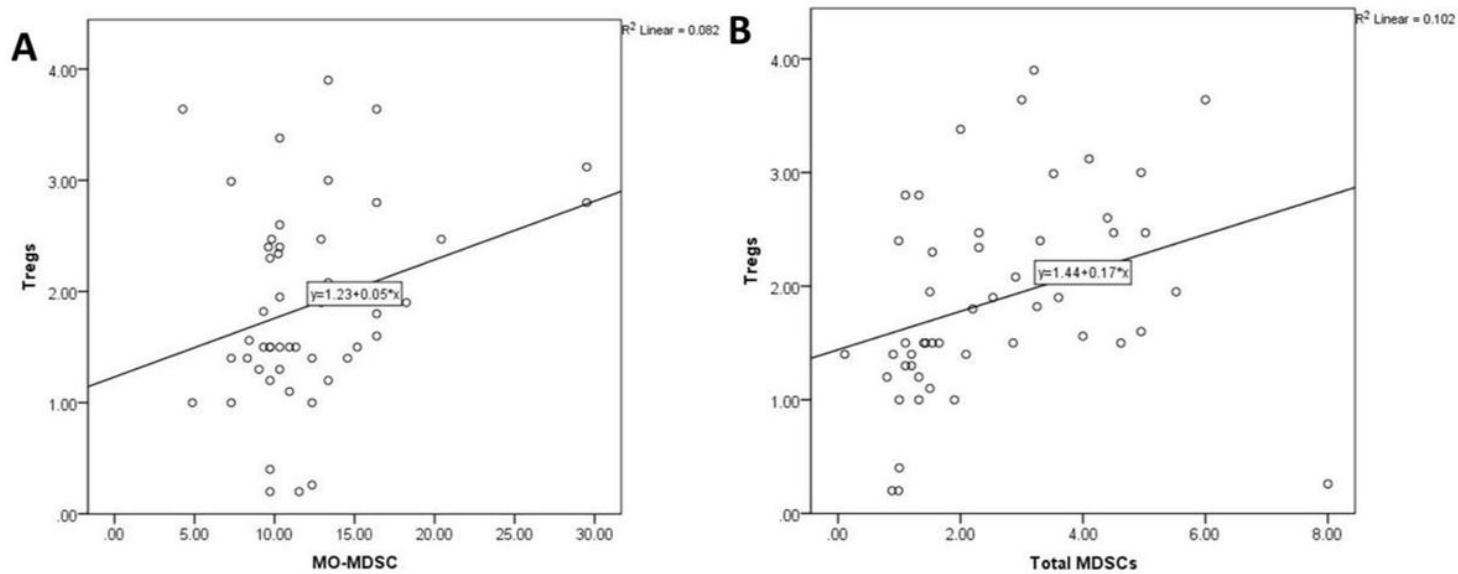 A
R² Linear = 0.082
Tregs
4.00
3.00
2.00
1.00
.00
y=1.23+0.05*x
.00 5.00 10.00 15.00 20.00 25.00 30.00
MO-MDSC
B
R² Linear = 0.102
Tregs
4.00
3.00
2.00
1.00
.00
y=1.44+0.17*x
.00 2.00 4.00 6.00 8.00
Total MDSCs